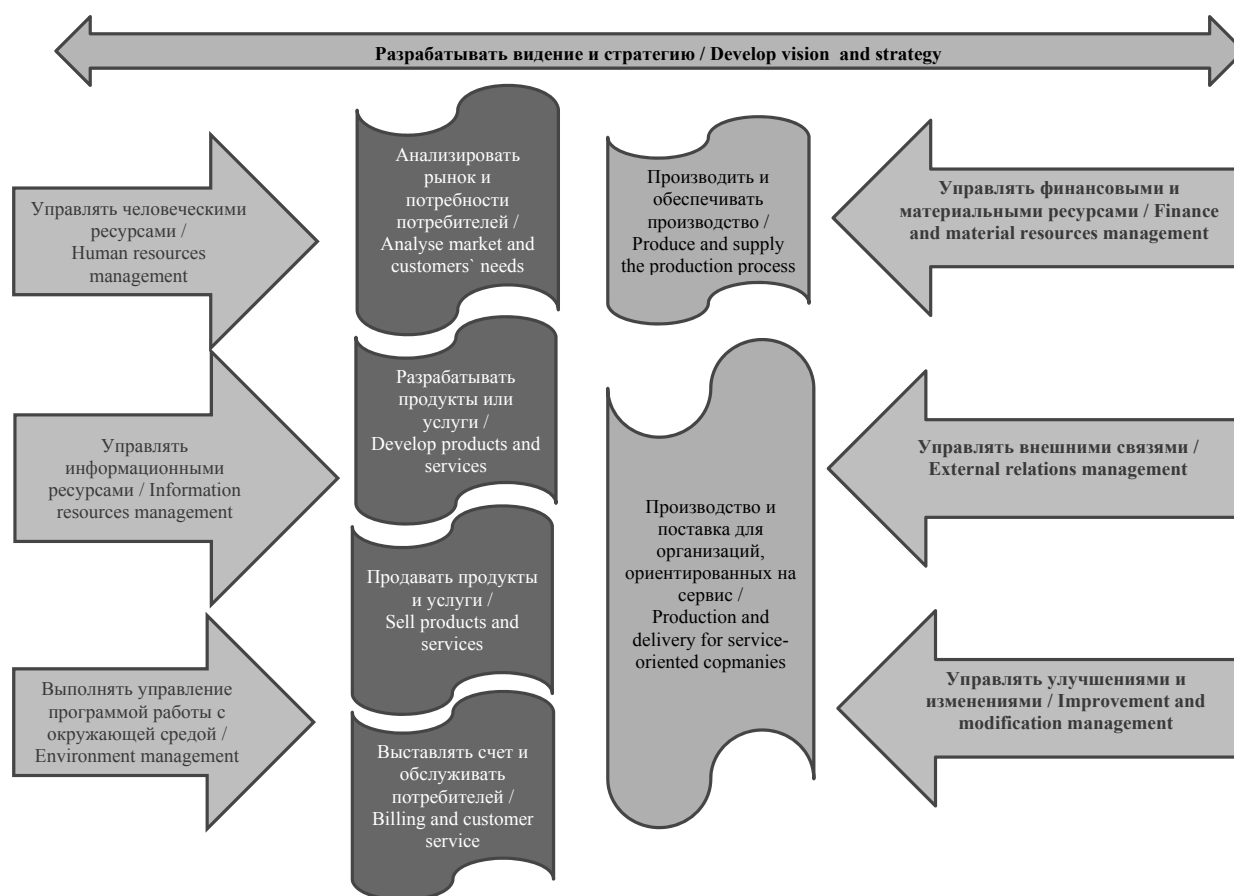 Разрабатывать видение и стратегию / Develop vision and strategy
Управлять человеческими
ресурсами /
Human resources
management
Управлять
информационными
ресурсами / Information
resources management
Выполнять управление
программой работы с
окружающей средой /
Environment management
Анализировать
рынок и
потребности
потребителей /
Analyse market and
customers` needs
Разрабатывать
продукты или
услуги /
Develop products and
services
Продавать продукты
и услуги /
Sell products and
services
Выставлять счет и
обслуживать
потребителей /
Billing and customer
service
Производить и
обеспечивать
производство /
Produce and supply
the production process
Производство и
поставка для
организаций,
ориентированных на
сервис /
Production and
delivery for service-
oriented copmanies
Управлять финансовыми и
материальными ресурсами / Finance
and material resources management
Управлять внешними связями /
External relations management
Управлять улучшениями и
изменениями / Improvement and
modification management